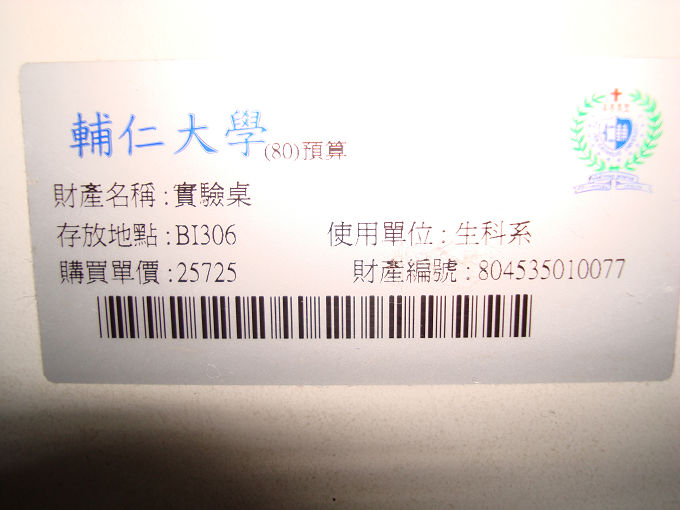 輔仁大學(80)預算
財產名稱:實驗桌
存放地點:BI306 使用單位:生科系
購買單價:25725 財產編號:804535010077